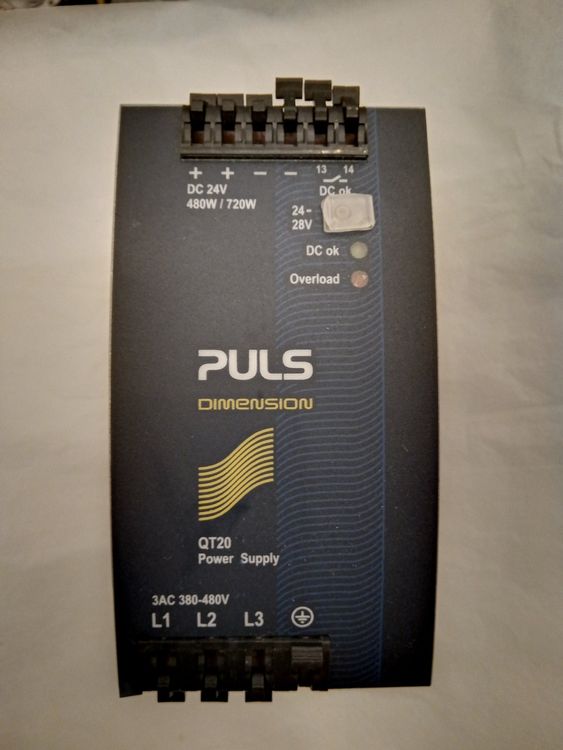 + + − − 13 14
DC 24V DC ok
480W / 720W
24-
28V
DC ok
Overload
PULS
DIMENSION
QT20
Power Supply
3AC 380-480V
L1 L2 L3